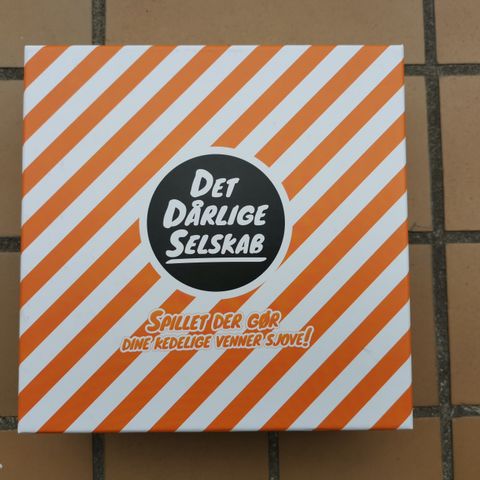 DET
DÅRLIGE
SELSKAB
SPILLET DER GØR
DINE KEDELIGE VENNER SJOVE!